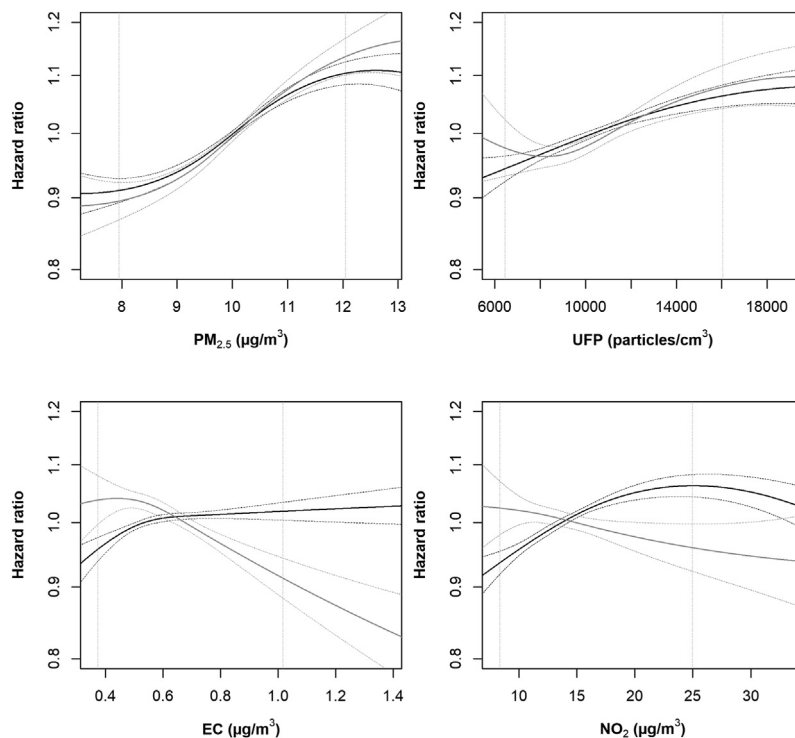 1.2
1.1
1.0
0.9
0.8
Hazard ratio
8 9 10 11 12 13
PM2.5 (µg/m³)
1.2
1.1
1.0
0.9
0.8
Hazard ratio
6000 10000 14000 18000
UFP (particles/cm³)
1.2
1.1
1.0
0.9
0.8
Hazard ratio
0.4 0.6 0.8 1.0 1.2 1.4
EC (µg/m³)
1.2
1.1
1.0
0.9
0.8
Hazard ratio
10 15 20 25 30
NO₂ (µg/m³)